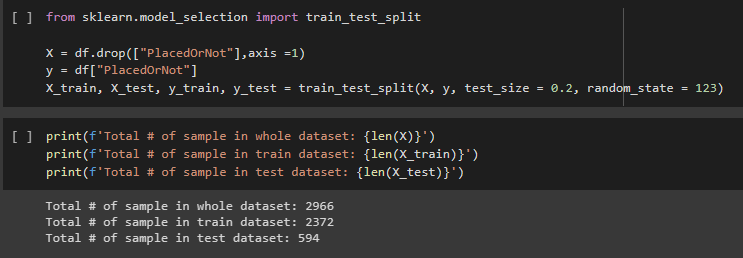 [ ] from sklearn.model_selection import train_test_split
X = df.drop(["PlacedOrNot"],axis =1)
y = df["PlacedOrNot"]
X_train, X_test, y_train, y_test = train_test_split(X, y, test_size = 0.2, random_state = 123)
[ ] print(f'Total # of sample in whole dataset: {len(X)}')
print(f'Total # of sample in train dataset: {len(X_train)}')
print(f'Total # of sample in test dataset: {len(X_test)}')
Total # of sample in whole dataset: 2966
Total # of sample in train dataset: 2372
Total # of sample in test dataset: 594